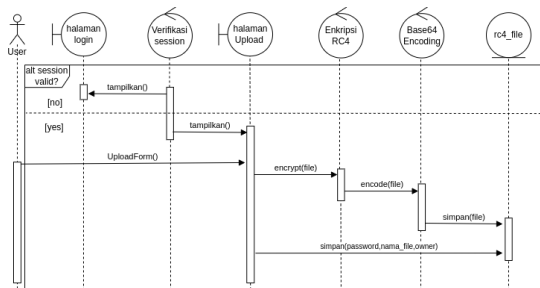 User
halaman
login
Verifikasi
session
halaman
Upload
Enkripsi
RC4
Base64
Encoding
rc4_file
alt session
valid?
tampilkan()
[no]
[yes]
tampilkan()
UploadForm()
encrypt(file)
encode(file)
simpan(file)
simpan(password,nama_file,owner)